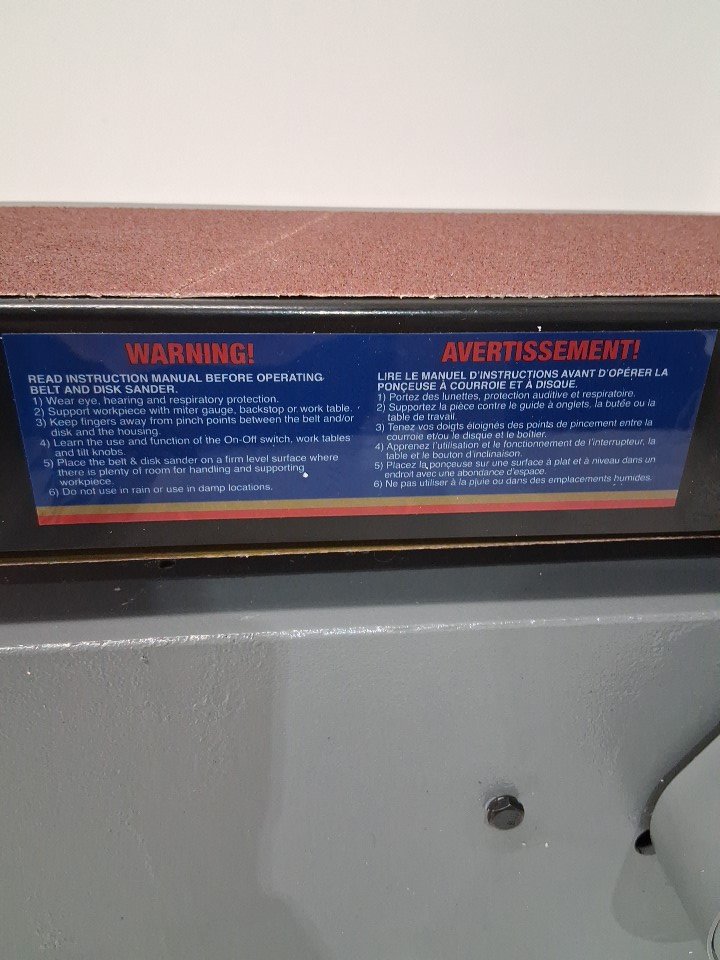 WARNING!
READ INSTRUCTION MANUAL BEFORE OPERATING
BELT AND DISK SANDER.
1) Wear eye, hearing and respiratory protection.
2) Support workpiece with miter gauge, backstop or work table.
3) Keep fingers away from pinch points between the belt and/or
disk and the housing.
4) Learn the use and function of the On-Off switch, work tables
and tilt knobs.
5) Place the belt & disk sander on a firm level surface where
there is plenty of room for handling and supporting
workpiece.
6) Do not use in rain or use in damp locations.
AVERTISSEMENT!
LIRE LE MANUEL D'INSTRUCTIONS AVANT D'OPÉRER LA
PONÇEUSE À COURROIE ET À DISQUE.
1) Portez des lunettes, protection auditive et respiratoire.
2) Supportez la pièce contre le guide à onglets, la butée ou la
table de travail.
3) Tenez vos doigts éloignés des points de pincement entre la
courroie et/ou le disque et le boîtier.
4) Apprenez l'utilisation et le fonctionnement de l'interrupteur, la
table et le bouton d'inclinaison.
5) Placez la ponçeuse sur une surface à plat et à niveau dans un
endroit avec une abondance d'espace.
6) Ne pas utiliser à la pluie ou dans des emplacements humides.